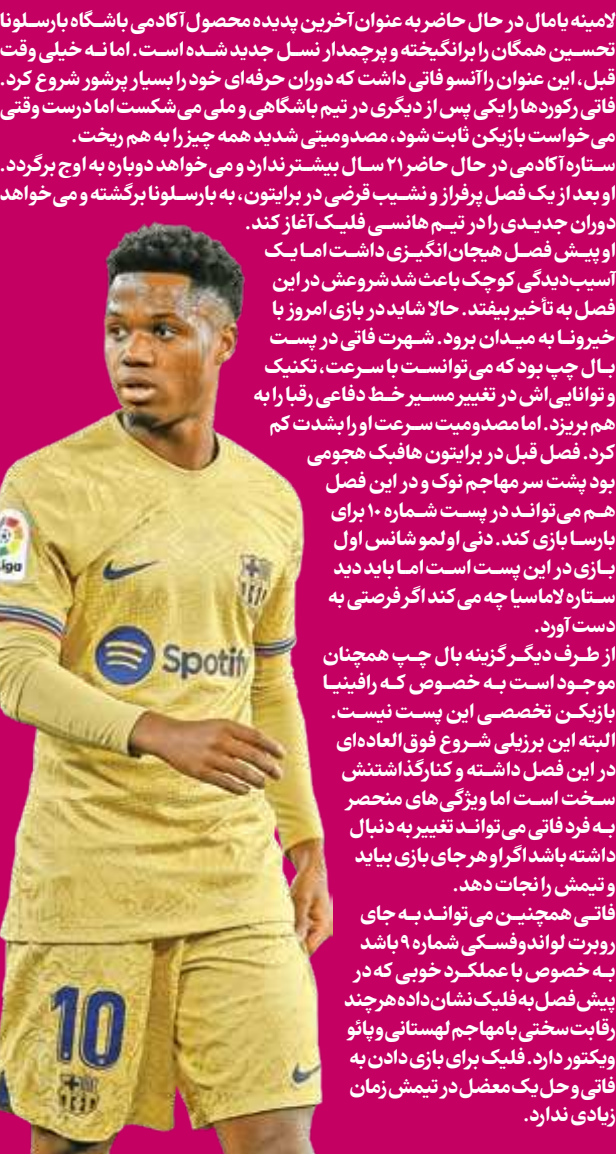 لامینه یامال در حال حاضر به عنوان آخرین پدیده محصول آکادمی باشگاه بارسلونا
تحسین همگان را برانگیخته و پرچمدار نسل جدید شده است. اما نه خیلی وقت
قبل، این عنوان را آنسو فاتی داشت که دوران حرفه‌ای خود را بسیار پرشور شروع کرد.
فاتی رکوردها را یکی پس از دیگری در تیم باشگاهی و ملی می‌شکست اما درست وقتی
می‌خواست بازیکن ثابت شود، مصدومیتی شدید همه چیز را به هم ریخت.
ستاره آکادمی در حال حاضر ۲۱ سال بیشتر ندارد و می‌خواهد دوباره به اوج برگردد.
او بعد از یک فصل پرفراز و نشیب قرضی در برایتون، به بارسلونا برگشته و می‌خواهد
دوران جدیدی را در تیم هانسی فلیک آغاز کند.
او پیش فصل هیجان‌انگیزی داشت اما یک
آسیب‌دیدگی کوچک باعث شد شروعش در این
فصل به تأخیر بیفتد. حالا شاید در بازی امروز با
خیرونا به میدان برود. شهرت فاتی در پست
بال چپ بود که می‌توانست با سرعت، تکنیک
و توانایی‌اش در تغییر مسیر خط دفاعی رقبا را به
هم بریزد. اما مصدومیت سرعت او را بشدت کم
کرد. فصل قبل در برایتون هافبک هجومی
بود پشت سر مهاجم نوک و در این فصل
هم می‌تواند در پست شماره ۱۰ برای
بارسا بازی کند. دنی اولمو شانس اول
بازی در این پست است اما باید دید
ستاره لاماسیا چه می‌کند اگر فرصتی به
دست آورد.
از طرف دیگر گزینه بال چپ همچنان
موجود است به خصوص که رافینیا
بازیکن تخصصی این پست نیست.
البته این برزیلی شروع فوق‌العاده‌ای
در این فصل داشته و کنار گذاشتنش
سخت است اما ویژگی‌های منحصر
به فرد فاتی می‌تواند تغییر به دنبال
داشته باشد اگر او هر جای بازی بیاید
و تیمش را نجات دهد.
فاتی همچنین می‌تواند به جای
روبرت لواندوفسکی شماره ۹ باشد
به خصوص با عملکرد خوبی که در
پیش فصل به فلیک نشان داده هر چند
رقابت سختی با مهاجم لهستانی و پائو
ویکتور دارد. فلیک برای بازی دادن به
فاتی و حل یک معضل در تیمش زمان
زیادی ندارد.
Spotify
10